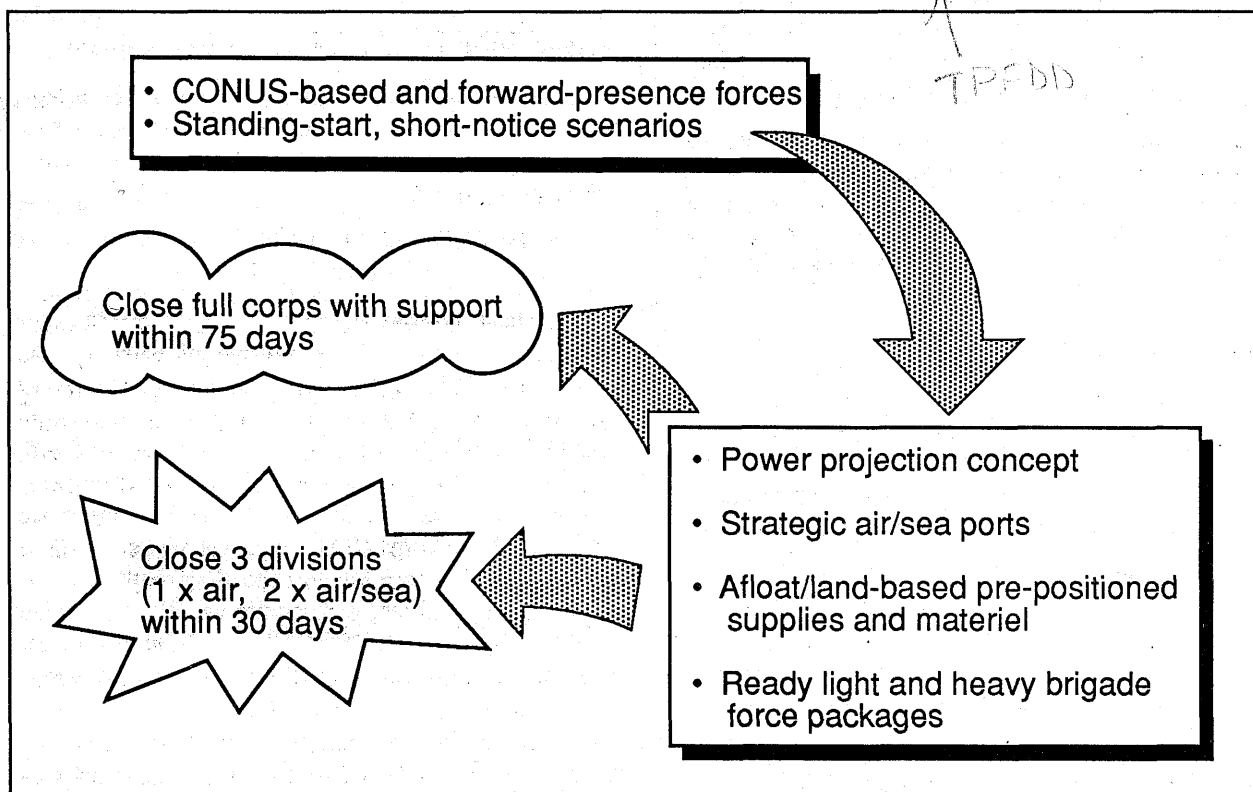 TPFDD
• CONUS-based and forward-presence forces
• Standing-start, short-notice scenarios
Close full corps with support
within 75 days
Close 3 divisions
(1 x air, 2 x air/sea)
within 30 days
• Power projection concept
• Strategic air/sea ports
• Afloat/land-based pre-positioned
supplies and materiel
• Ready light and heavy brigade
force packages